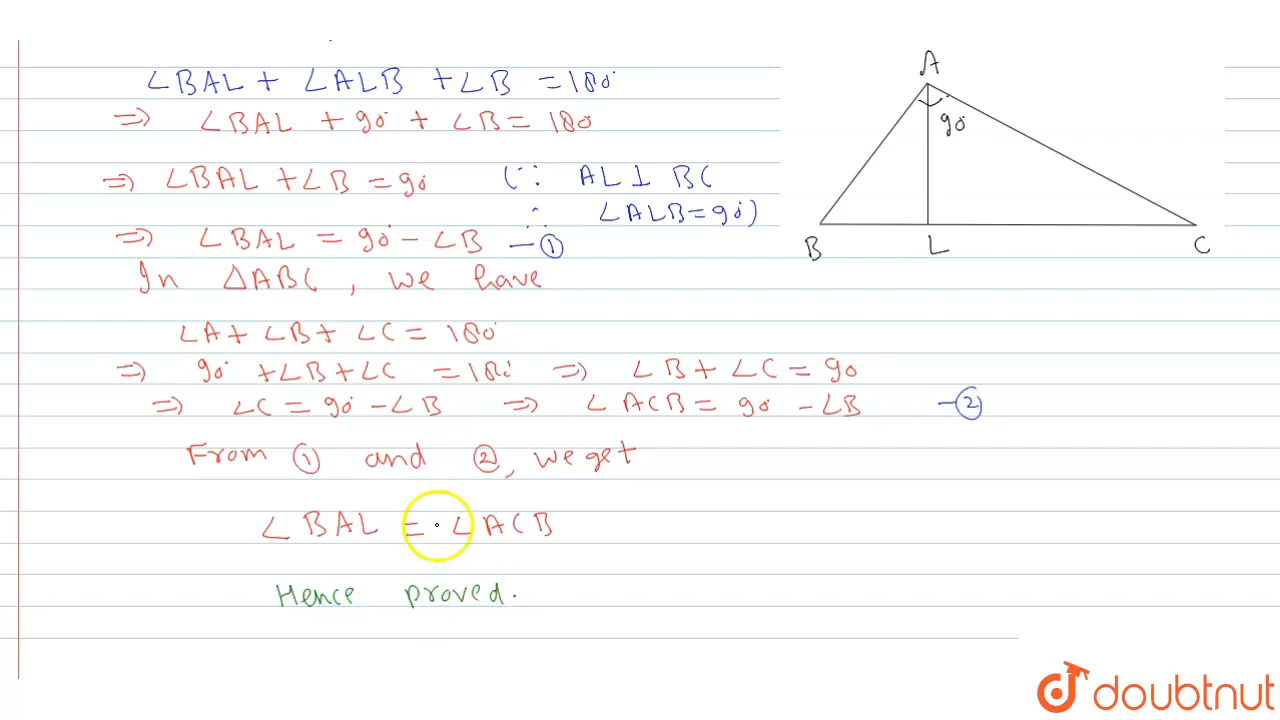 ∠BAL + ∠ALB + ∠B = 180°
⇒ ∠BAL + 90° + ∠B = 180
⇒ ∠BAL + ∠B = 90° (∵ AL ⊥ BC
∴ ∠ALB = 90°)
⇒ ∠BAL = 90° - ∠B - ①
In ΔABC, we have
∠A + ∠B + ∠C = 180°
⇒ 90° + ∠B + ∠C = 180° ⇒ ∠B + ∠C = 90
⇒ ∠C = 90° - ∠B ⇒ ∠ACB = 90° - ∠B - ②
From ① and ②, we get
∠BAL = ∠ACB
Hence proved.
A
90°
B L C
doubtnut